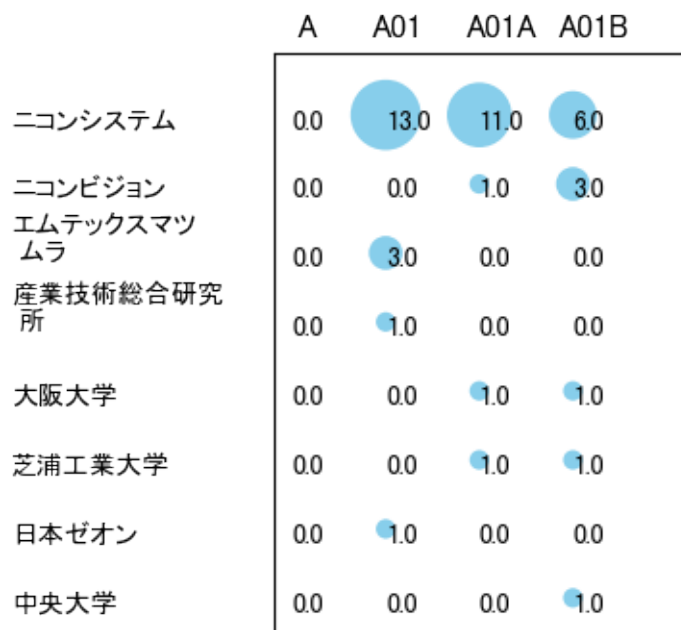 A A01 A01A A01B
ニコンシステム 0.0 13.0 11.0 6.0
ニコンビジョン 0.0 0.0 1.0 3.0
エムテックスマツ
ムラ 0.0 3.0 0.0 0.0
産業技術総合研究
所 0.0 1.0 0.0 0.0
大阪大学 0.0 0.0 1.0 1.0
芝浦工業大学 0.0 0.0 1.0 1.0
日本ゼオン 0.0 1.0 0.0 0.0
中央大学 0.0 0.0 0.0 1.0